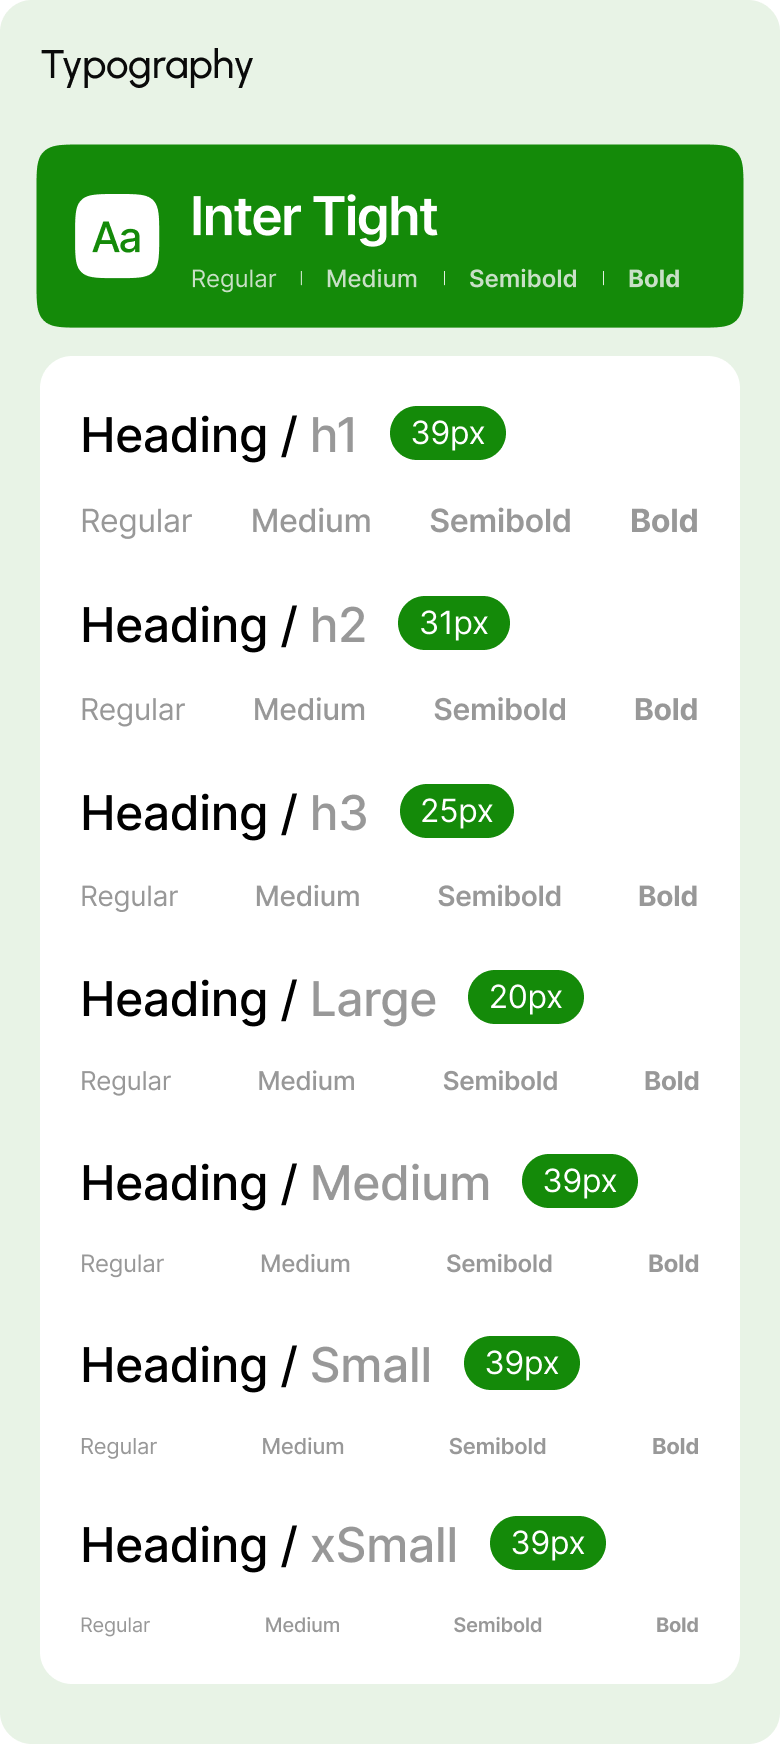 Typography
Aa
Inter Tight
Regular | Medium | Semibold | Bold
Heading / h1 39px
Regular Medium Semibold Bold
Heading / h2 31px
Regular Medium Semibold Bold
Heading / h3 25px
Regular Medium Semibold Bold
Heading / Large 20px
Regular Medium Semibold Bold
Heading / Medium 39px
Regular Medium Semibold Bold
Heading / Small 39px
Regular Medium Semibold Bold
Heading / xSmall 39px
Regular Medium Semibold Bold